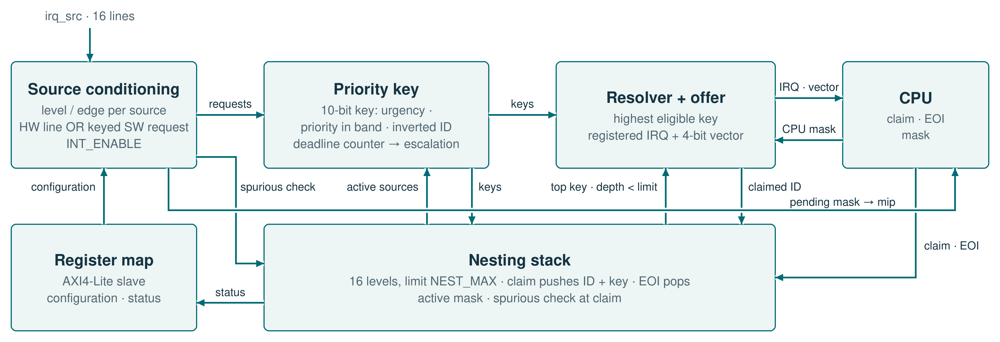 irq_src · 16 lines
Source conditioning
level / edge per source
HW line OR keyed SW request
INT_ENABLE
requests
Priority key
10-bit key: urgency ·
priority in band · inverted ID
deadline counter → escalation
keys
Resolver + offer
highest eligible key
registered IRQ + 4-bit vector
IRQ · vector
CPU mask
CPU
claim · EOI
mask
configuration
spurious check
active sources
keys
top key · depth < limit
claimed ID
pending mask → mip
claim · EOI
Register map
AXI4-Lite slave
configuration · status
status
Nesting stack
16 levels, limit NEST_MAX · claim pushes ID + key · EOI pops
active mask · spurious check at claim